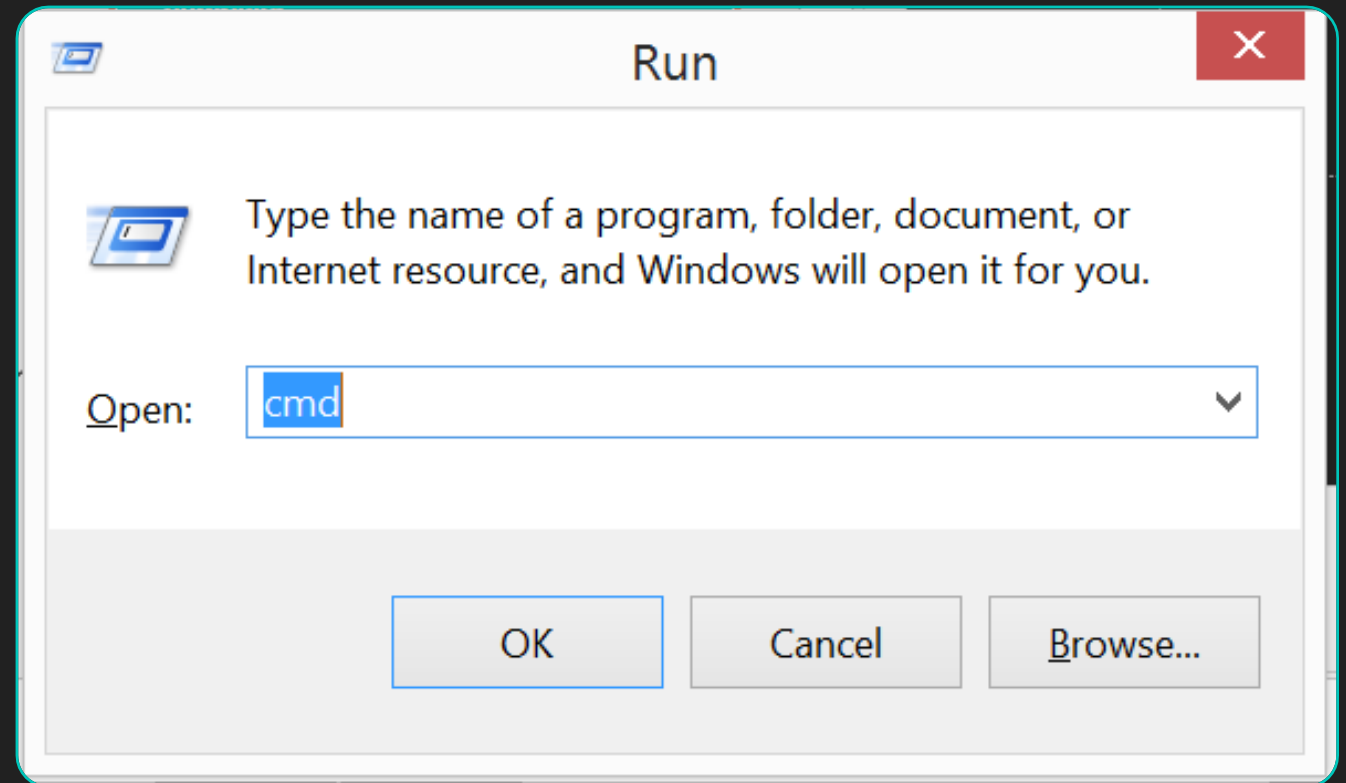 Run
Type the name of a program, folder, document, or
Internet resource, and Windows will open it for you.
Open: cmd
OK Cancel Browse...